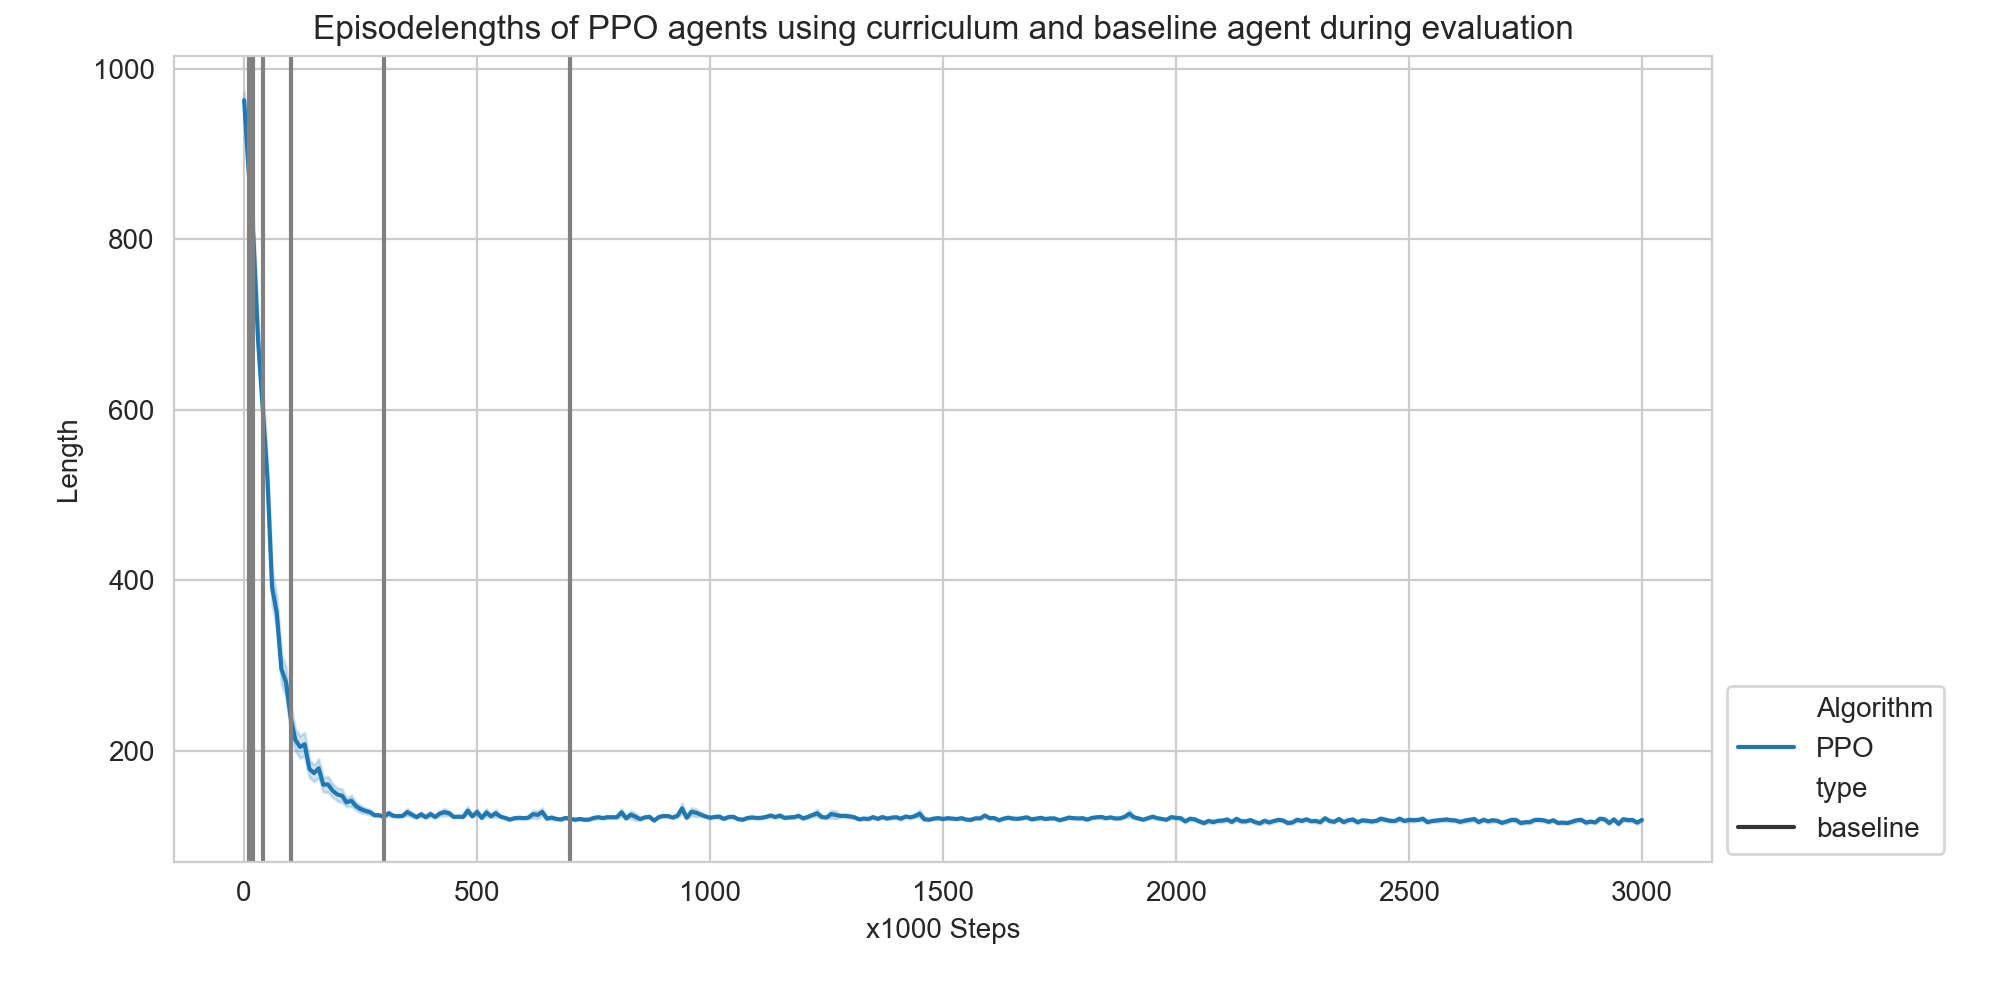 Episodelengths of PPO agents using curriculum and baseline agent during evaluation
1000
800
600
400
200
Length
0 500 1000 1500 2000 2500 3000
x1000 Steps
Algorithm
PPO
type
baseline